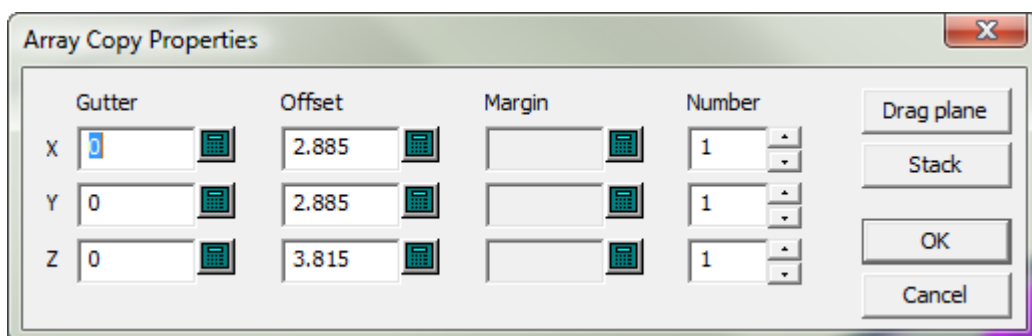 Array Copy Properties
Gutter Offset Margin Number
X 0 2.885 1
Y 0 2.885 1
Z 0 3.815 1
Drag plane
Stack
OK
Cancel